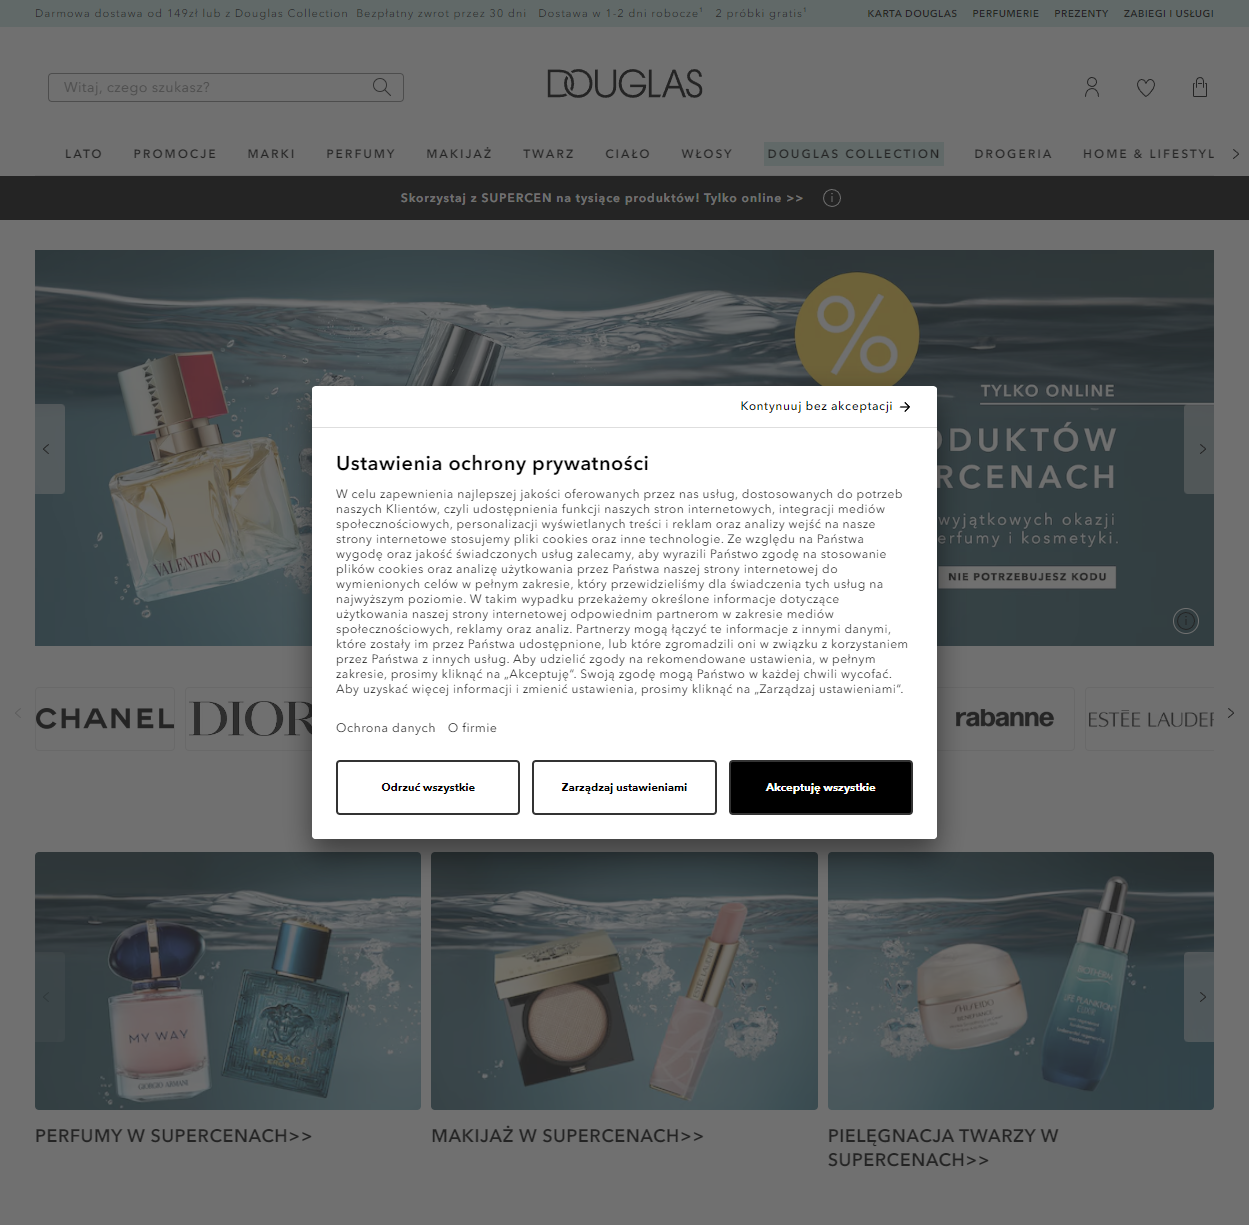 Darmowa dostawa od 149zł lub z Douglas Collection Bezpłatny zwrot przez 30 dni Dostawa w 1-2 dni robocze¹ 2 próbki gratis¹
KARTA DOUGLAS PERFUMERIE PREZENTY ZABIEGI I USŁUGI
Witaj, czego szukasz?
DOUGLAS
LATO PROMOCJE MARKI PERFUMY MAKIJAŻ TWARZ CIAŁO WŁOSY DOUGLAS COLLECTION DROGERIA HOME & LIFESTYL
Skorzystaj z SUPERCEN na tysiące produktów! Tylko online >>
%
TYLKO ONLINE
ODUKTÓW
RCENACH
wyjątkowych okazji
erfumy i kosmetyki.
NIE POTRZEBUJESZ KODU
VALENTINO
Kontynuuj bez akceptacji →
Ustawienia ochrony prywatności
W celu zapewnienia najlepszej jakości oferowanych przez nas usług, dostosowanych do potrzeb
naszych Klientów, czyli udostępnienia funkcji naszych stron internetowych, integracji mediów
społecznościowych, personalizacji wyświetlanych treści i reklam oraz analizy wejść na nasze
strony internetowe stosujemy pliki cookies oraz inne technologie. Ze względu na Państwa
wygodę oraz jakość świadczonych usług zalecamy, aby wyrazili Państwo zgodę na stosowanie
plików cookies oraz analizę użytkowania przez Państwa naszej strony internetowej do
wymienionych celów w pełnym zakresie, który przewidzieliśmy dla świadczenia tych usług na
najwyższym poziomie. W takim wypadku przekażemy określone informacje dotyczące
użytkowania naszej strony internetowej odpowiednim partnerom w zakresie mediów
społecznościowych, reklamy oraz analiz. Partnerzy mogą łączyć te informacje z innymi danymi,
które zostały im przez Państwa udostępnione, lub które zgromadzili oni w związku z korzystaniem
przez Państwa z innych usług. Aby udzielić zgody na rekomendowane ustawienia, w pełnym
zakresie, prosimy kliknąć na „Akceptuję”. Swoją zgodę mogą Państwo w każdej chwili wycofać.
Aby uzyskać więcej informacji i zmienić ustawienia, prosimy kliknąć na „Zarządzaj ustawieniami”.
Ochrona danych O firmie
Odrzuć wszystkie Zarządzaj ustawieniami Akceptuję wszystkie
CHANEL DIOR rabanne ESTĒE LAUDER
MY WAY
GIORGIO ARMANI
VERSACE
EROS
SHISEIDO
BENEFIANCE
BIOTHERM
LIFE PLANKTON
ELIXIR
PERFUMY W SUPERCENACH>>
MAKIJAŻ W SUPERCENACH>>
PIELĘGNACJA TWARZY W
SUPERCENACH>>